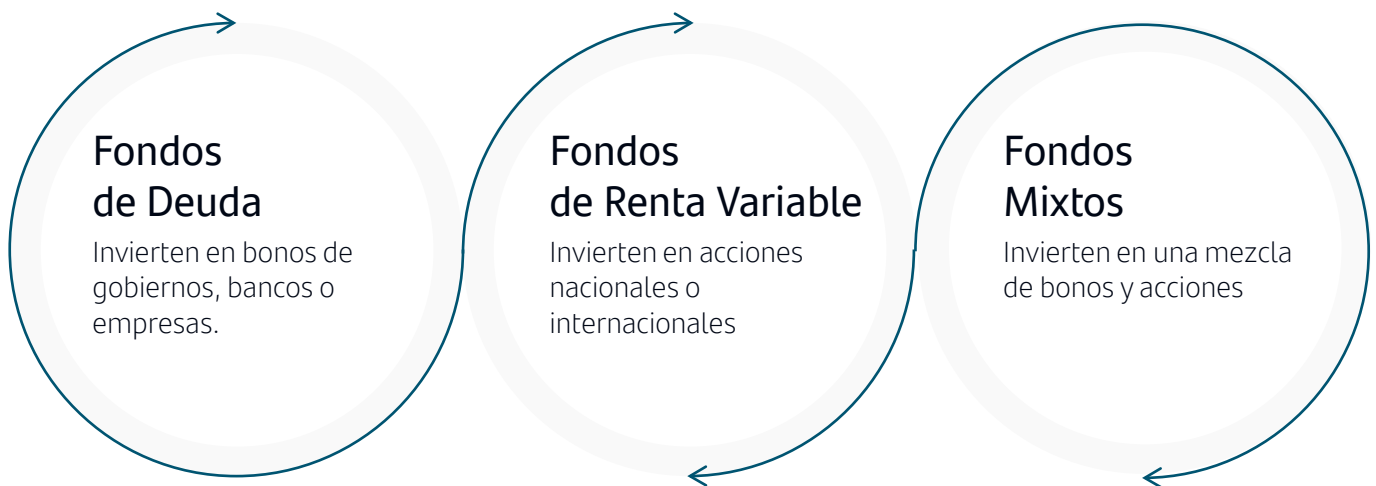 Fondos
de Deuda
Invierten en bonos de
gobiernos, bancos o
empresas.
Fondos
de Renta Variable
Invierten en acciones
nacionales o
internacionales
Fondos
Mixtos
Invierten en una mezcla
de bonos y acciones